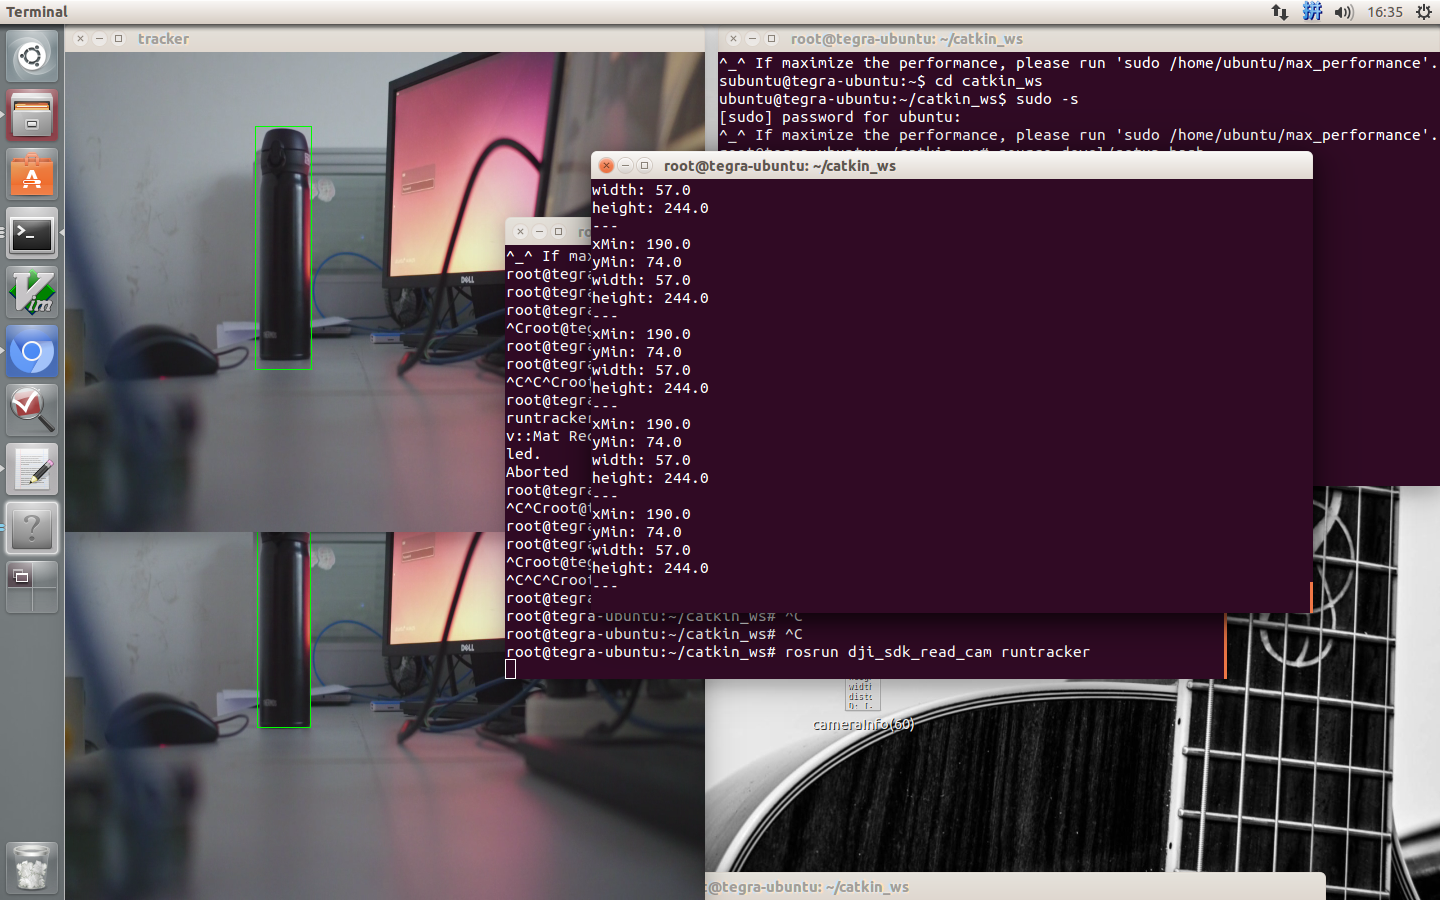 Terminal
拼
16:35
tracker
root@tegra-ubuntu: ~/catkin_ws
^_^ If maximize the performance, please run 'sudo /home/ubuntu/max_performance'.
subuntu@tegra-ubuntu:~$ cd catkin_ws
ubuntu@tegra-ubuntu:~/catkin_ws$ sudo -s
[sudo] password for ubuntu:
^_^ If maximize the performance, please run 'sudo /home/ubuntu/max_performance'.
root@tegra-ubuntu: ~/catkin_ws
width: 57.0
height: 244.0
---
xMin: 190.0
yMin: 74.0
width: 57.0
height: 244.0
---
xMin: 190.0
yMin: 74.0
width: 57.0
height: 244.0
---
xMin: 190.0
yMin: 74.0
width: 57.0
height: 244.0
---
xMin: 190.0
yMin: 74.0
width: 57.0
height: 244.0
---
^_^ If ma
root@tegr
root@tegr
root@tegr
^Croot@te
root@tegr
root@tegr
^C^C^Croo
root@tegr
runtracke
v::Mat Re
led.
Aborted
root@tegr
^C^Croot@
root@tegr
root@tegr
^Croot@te
^C^C^Croo
root@tegr
root@tegra-ubuntu:~/catkin_ws# ^C
root@tegra-ubuntu:~/catkin_ws# ^C
root@tegra-ubuntu:~/catkin_ws# rosrun dji_sdk_read_cam runtracker
DELL
DELL
Vim
width
cameraInfo(60)
@tegra-ubuntu: ~/catkin_ws